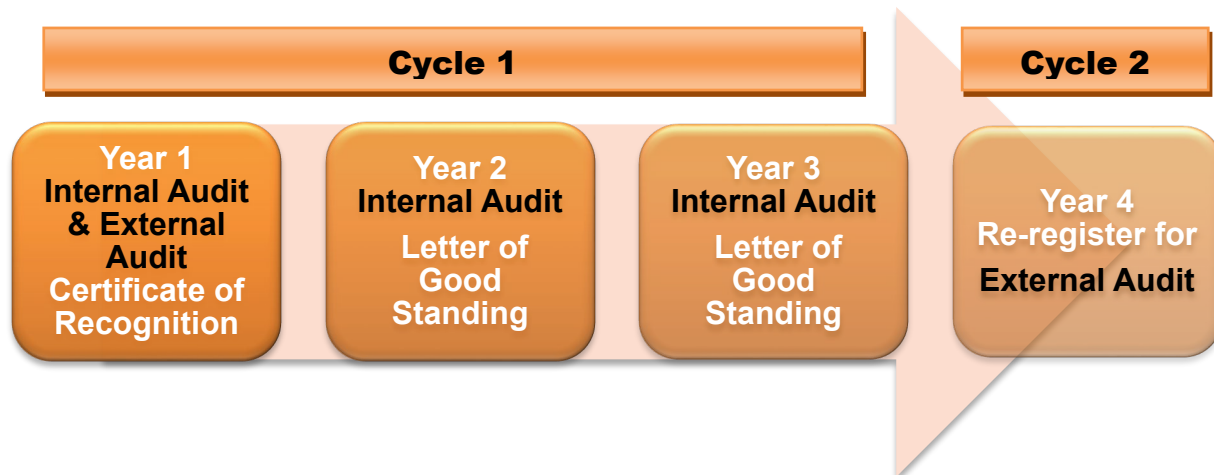 Cycle 1
Cycle 2
Year 1
Internal Audit
& External
Audit
Certificate of
Recognition
Year 2
Internal Audit
Letter of
Good
Standing
Year 3
Internal Audit
Letter of
Good
Standing
Year 4
Re-register for
External Audit